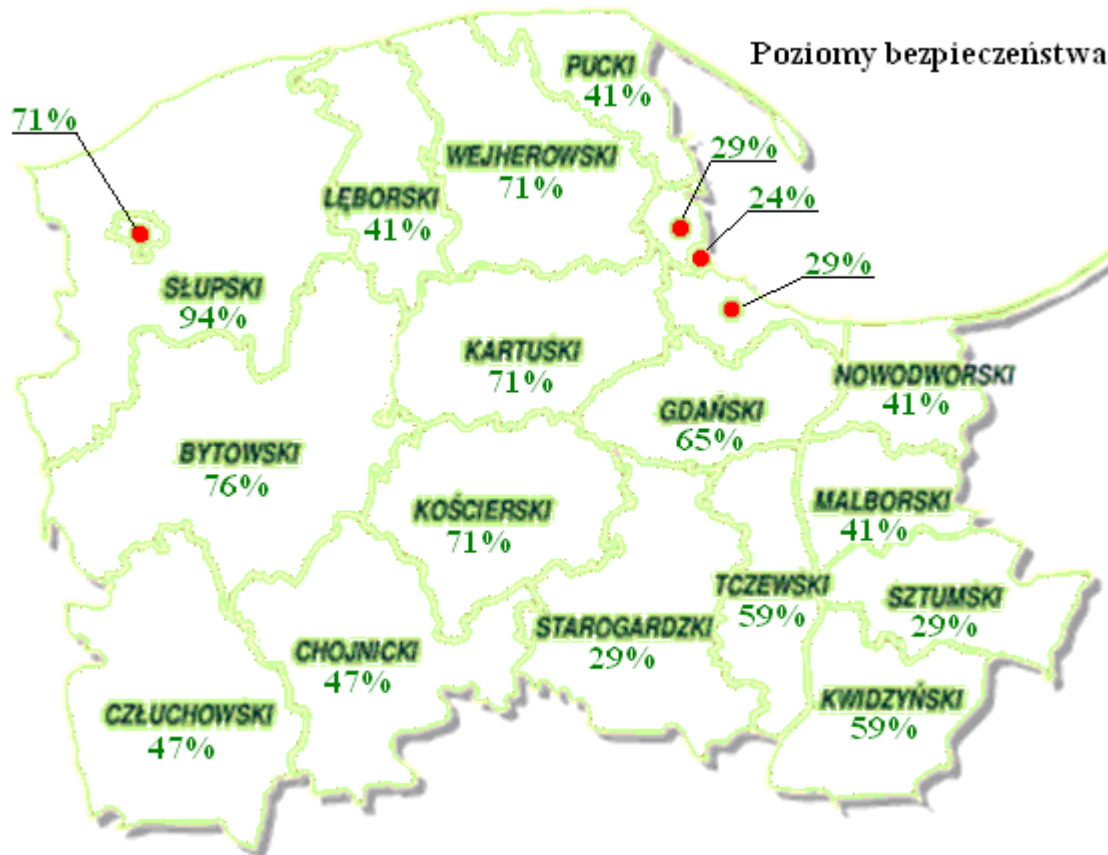 Poziomy bezpieczeństwa
PUCKI
41%
71%
WEJHEROWSKI
71%
29%
LĘBORSKI
41%
24%
29%
SŁUPSKI
94%
KARTUSKI
71%
NOWODWORSKI
41%
GDAŃSKI
65%
BYTOWSKI
76%
KOŚCIERSKI
71%
MALBORSKI
41%
TCZEWSKI
59%
SZTUMSKI
29%
STAROGARDZKI
29%
CHOJNICKI
47%
KWIDZYŃSKI
59%
CZŁUCHOWSKI
47%